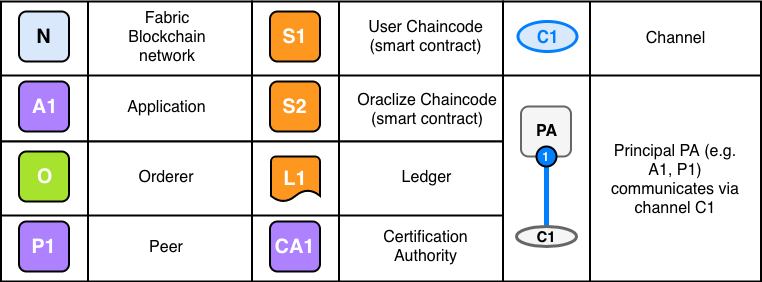 N
Fabric
Blockchain
network
S1
User Chaincode
(smart contract)
C1
Channel
A1
Application
S2
Oraclize Chaincode
(smart contract)
PA
1
C1
Principal PA (e.g.
A1, P1)
communicates via
channel C1
O
Orderer
L1
Ledger
P1
Peer
CA1
Certification
Authority